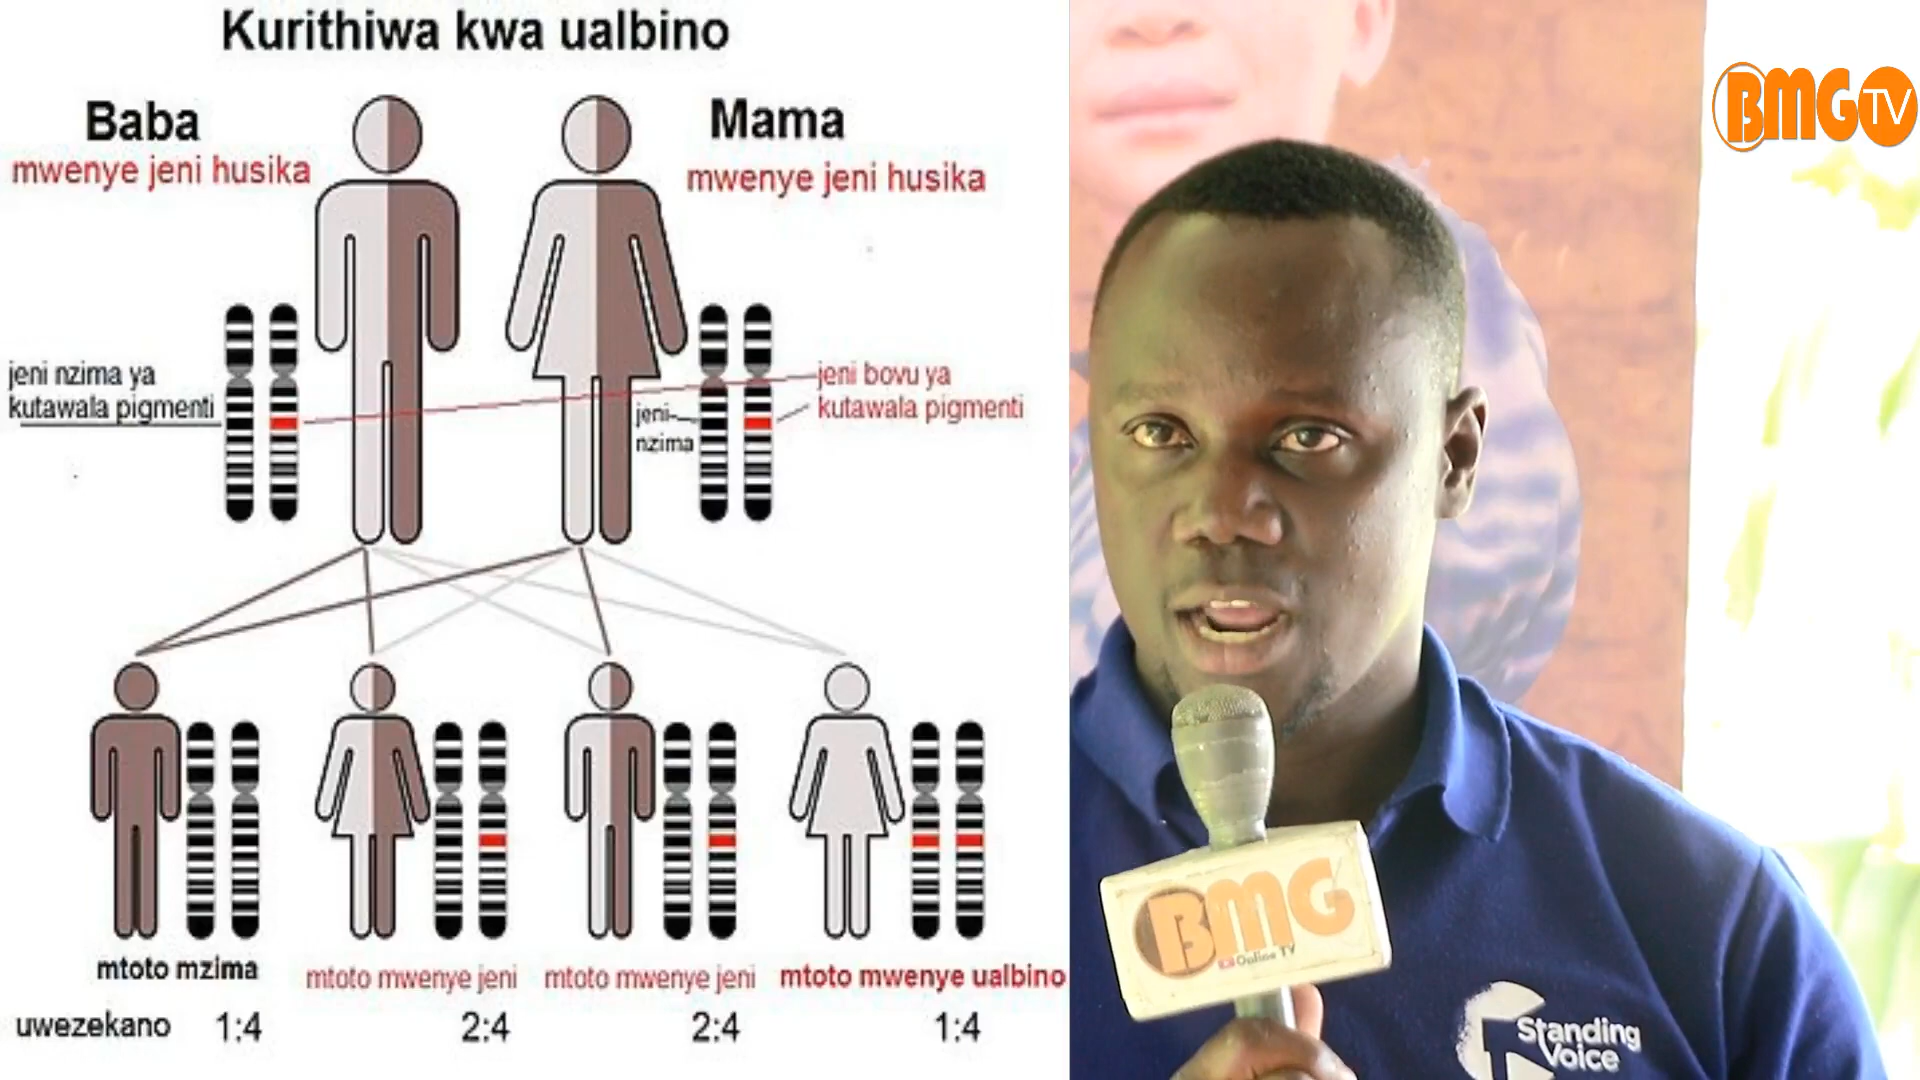 Kurithiwa kwa ualbino
Baba
mwenye jeni husika
Mama
mwenye jeni husika
jeni nzima ya
kutawala pigmenti
jeni
nzima
jeni bovu ya
kutawala pigmenti
mtoto mzima
mtoto mwenye jeni
mtoto mwenye jeni
mtoto mwenye ualbino
uwezekano 1:4 2:4 2:4 1:4
BMG TV
BMG
Online TV
Standing
Voice